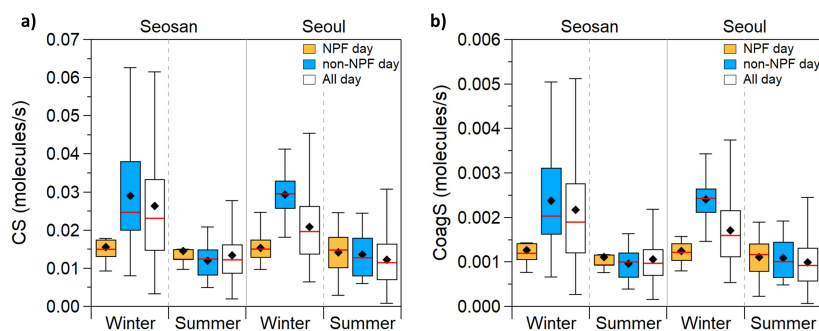 a)
Seosan
Seoul
0.07
0.06
0.05
0.04
0.03
0.02
0.01
0.00
CS (molecules/s)
NPF day
non-NPF day
All day
Winter
Summer
Winter
Summer
b)
Seosan
Seoul
0.006
0.005
0.004
0.003
0.002
0.001
0.000
CoagS (molecules/s)
NPF day
non-NPF day
All day
Winter
Summer
Winter
Summer